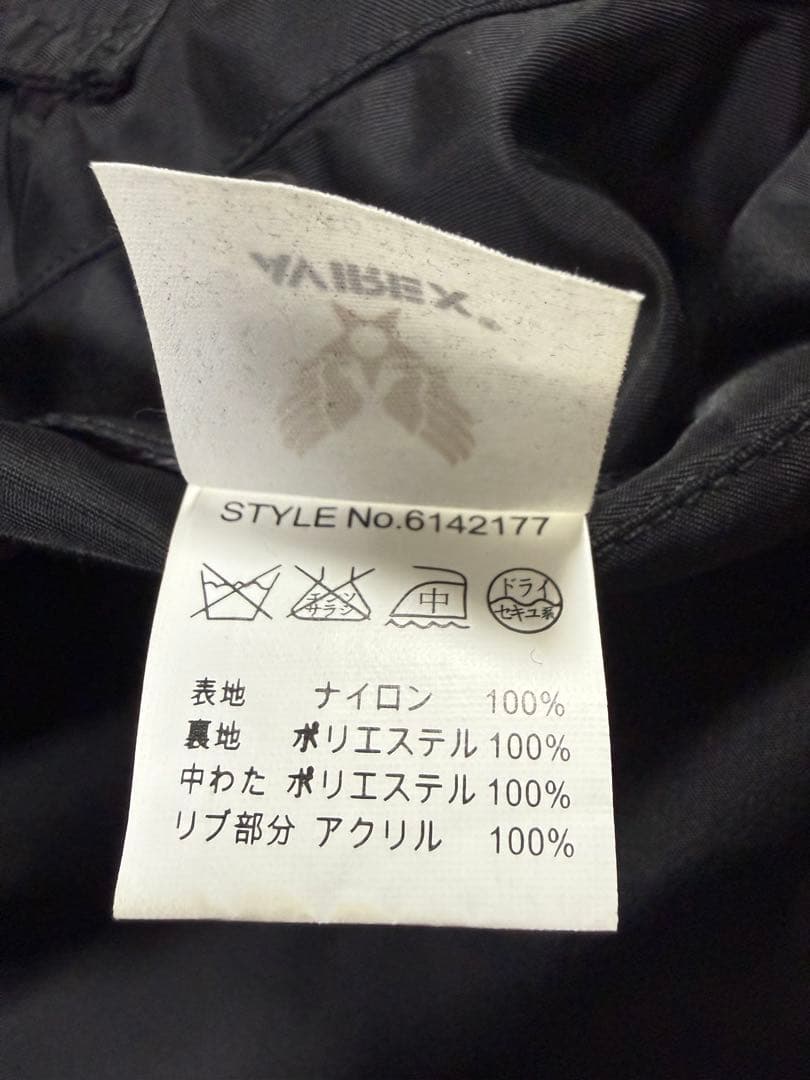 STYLE No.6142177
エンソ
サラシ
中
ドライ
セキユ系
表地 ナイロン 100%
裏地 ポリエステル 100%
中わた ポリエステル 100%
リブ部分 アクリル 100%